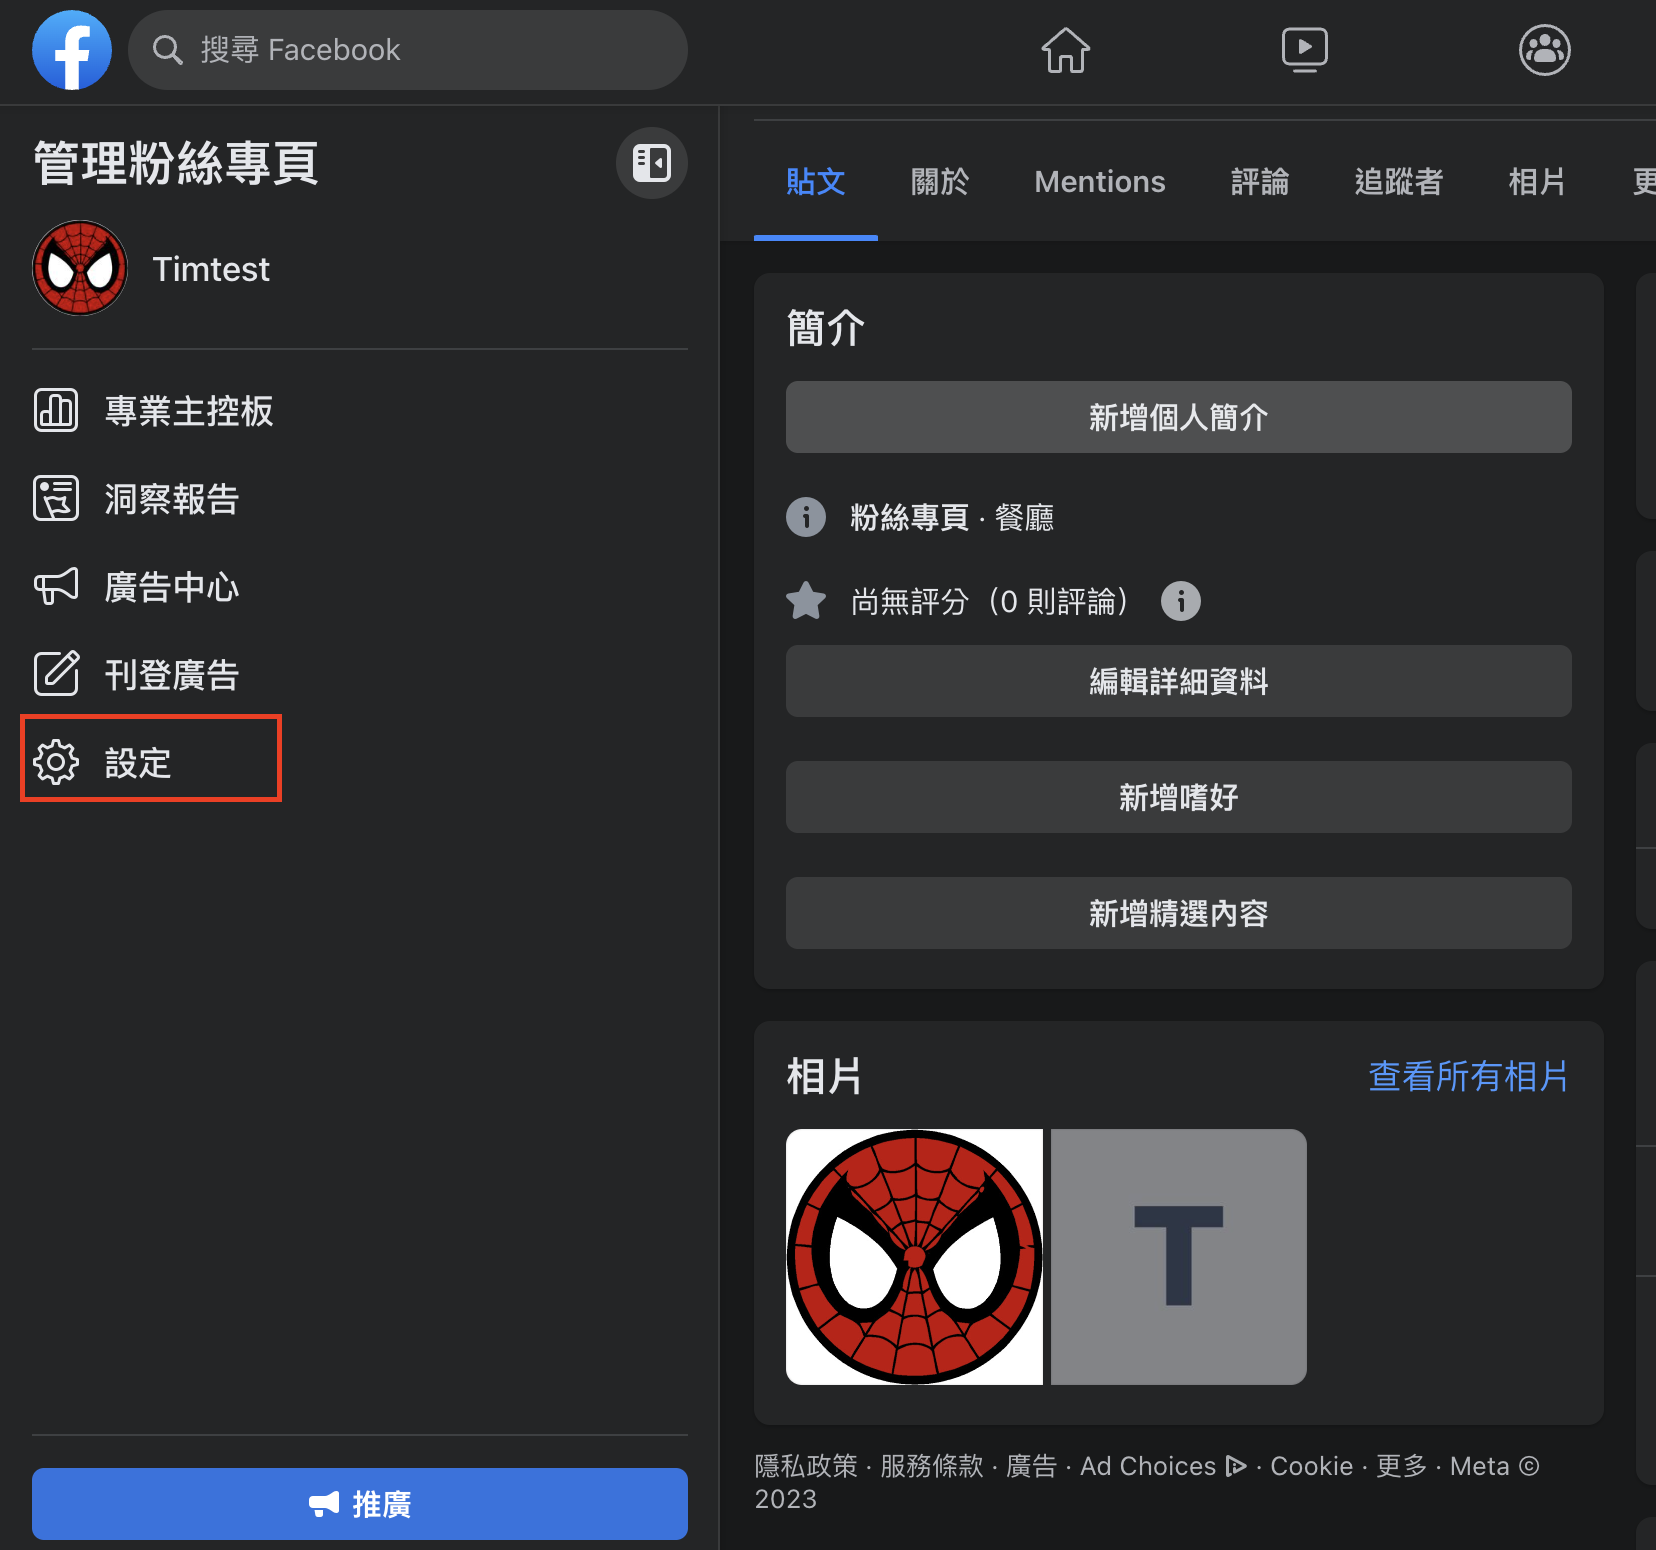 搜尋 Facebook
管理粉絲專頁
Timtest
專業主控板
洞察報告
廣告中心
刊登廣告
設定
推廣
貼文 關於 Mentions 評論 追蹤者 相片 更
簡介
新增個人簡介
粉絲專頁 · 餐廳
尚無評分（0 則評論）
編輯詳細資料
新增嗜好
新增精選內容
相片 查看所有相片
T
隱私政策 · 服務條款 · 廣告 · Ad Choices · Cookie · 更多 · Meta ©
2023